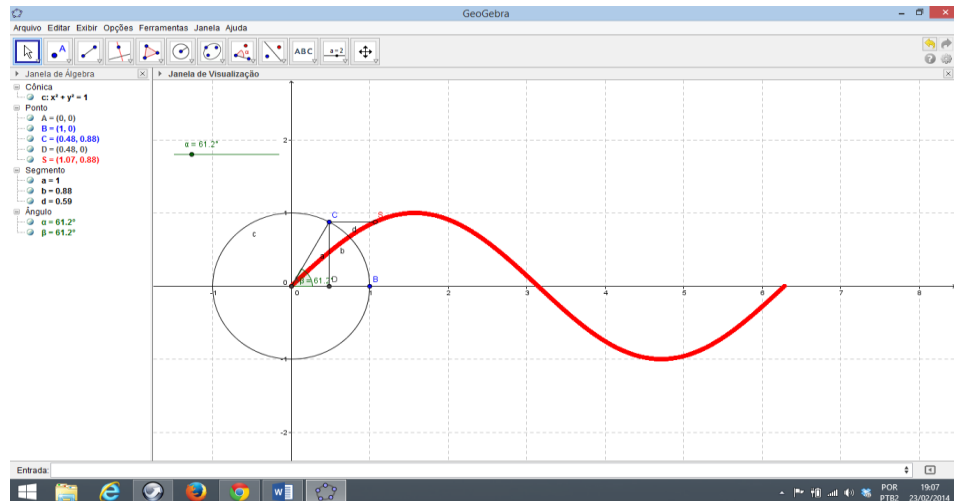 GeoGebra
Arquivo Editar Exibir Opções Ferramentas Janela Ajuda
A
α
ABC
a=2
Janela de Álgebra
Janela de Visualização
Cônica
c: x² + y² = 1
Ponto
A = (0, 0)
B = (1, 0)
C = (0.48, 0.88)
D = (0.48, 0)
S = (1.07, 0.88)
Segmento
a = 1
b = 0.88
d = 0.59
Ângulo
α = 61.2°
β = 61.2°
α = 61.2°
2
1
C
S
d
c
b
a
0
β = 61.2°
D
B
-1
0
1
2
3
4
5
6
7
8
-1
-2
Entrada:
POR
19:07
PTB2
23/02/2014